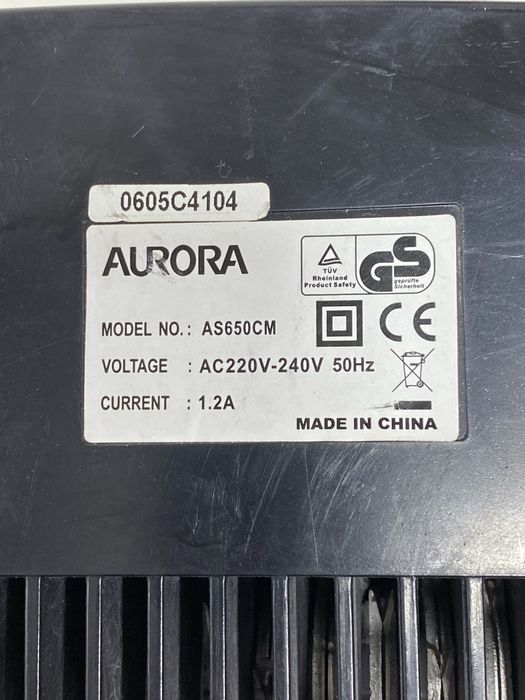 0605C4104
AURORA
TÜV
Rheinland
Product Safety
GS
geprüfte
Sicherheit
MODEL NO.: AS650CM
CE
VOLTAGE : AC220V-240V 50Hz
CURRENT : 1.2A
MADE IN CHINA